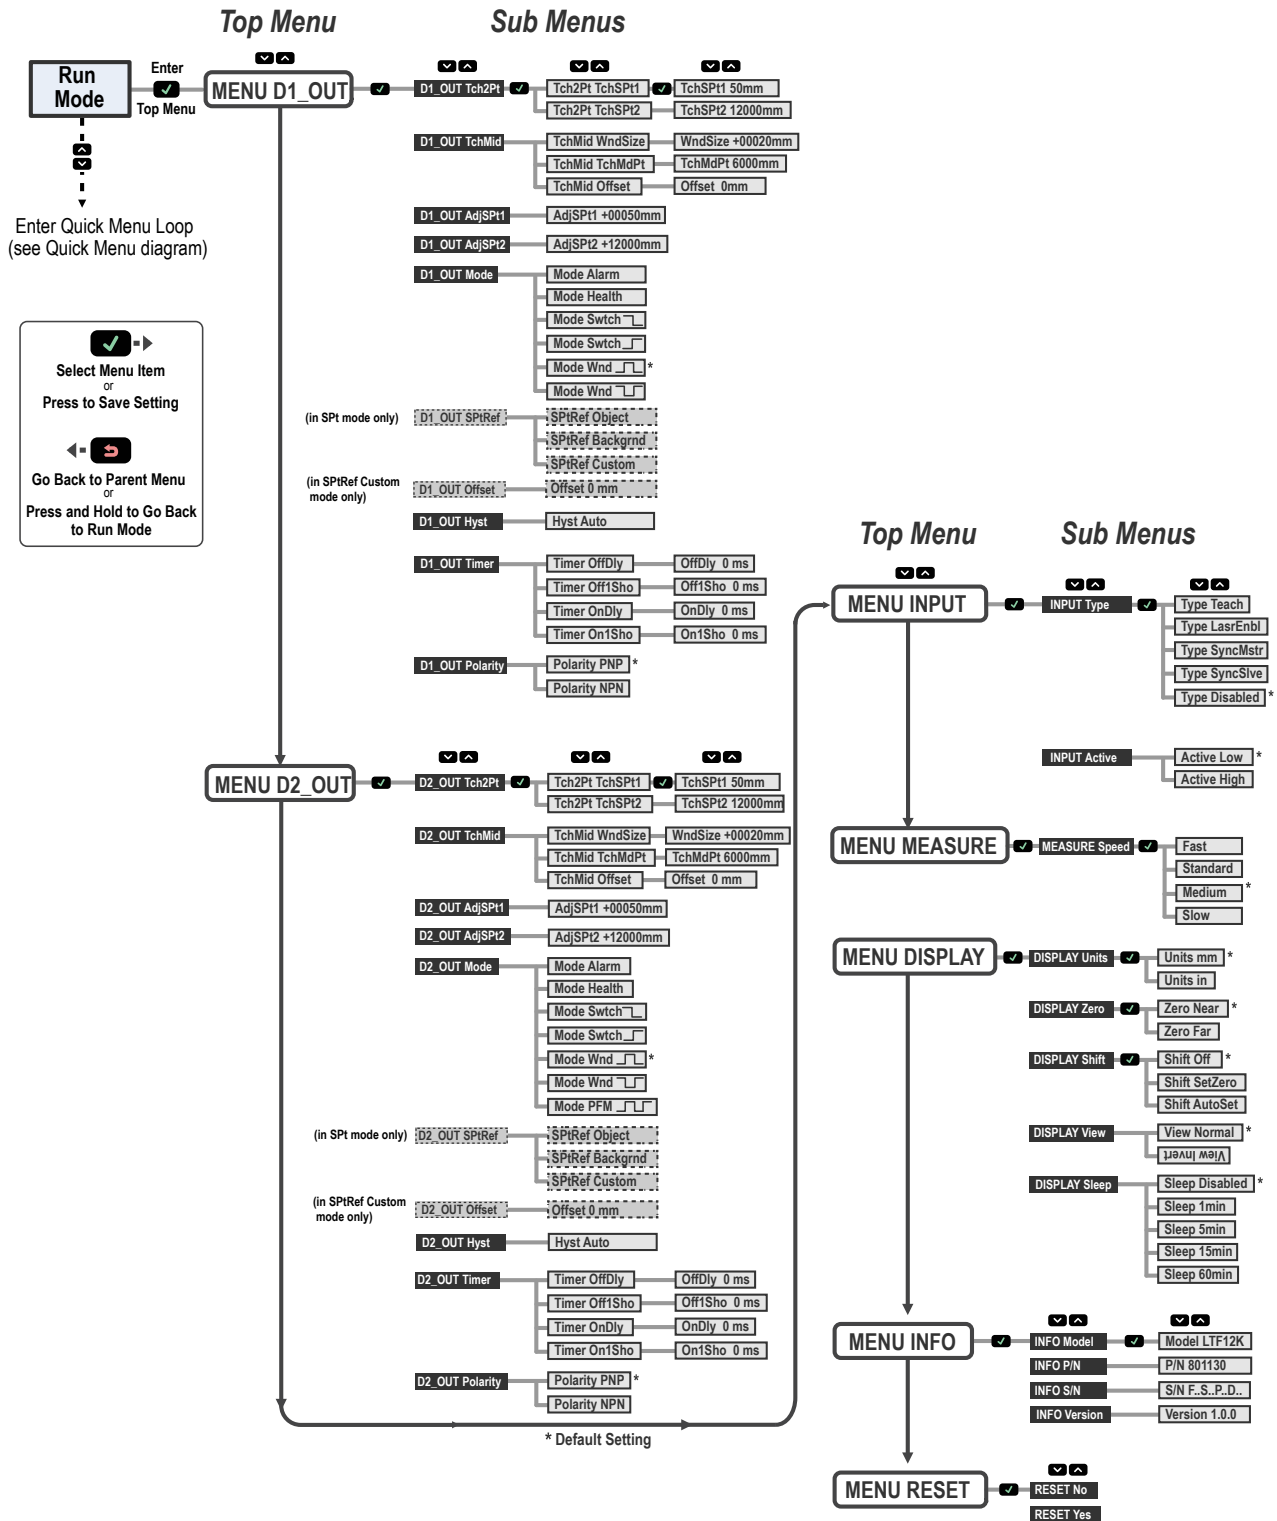 Top Menu
Sub Menus
Run Mode
Enter
Top Menu
MENU D1_OUT
D1_OUT Tch2Pt
Tch2Pt TchSPt1
TchSPt1 50mm
Tch2Pt TchSPt2
TchSPt2 12000mm
D1_OUT TchMid
TchMid WndSize
WndSize +00020mm
TchMid TchMdPt
TchMdPt 6000mm
TchMid Offset
Offset 0mm
Enter Quick Menu Loop
(see Quick Menu diagram)
D1_OUT AdjSPt1
AdjSPt1 +00050mm
D1_OUT AdjSPt2
AdjSPt2 +12000mm
D1_OUT Mode
Mode Alarm
Mode Health
Mode Swtch
Mode Swtch
Mode Wnd *
Mode Wnd
Select Menu Item
or
Press to Save Setting
Go Back to Parent Menu
or
Press and Hold to Go Back
to Run Mode
(in SPt mode only)
D1_OUT SPtRef
SPtRef Object
SPtRef Backgrnd
SPtRef Custom
(in SPtRef Custom
mode only)
D1_OUT Offset
Offset 0 mm
D1_OUT Hyst
Hyst Auto
D1_OUT Timer
Timer OffDly
OffDly 0 ms
Timer Off1Sho
Off1Sho 0 ms
Timer OnDly
OnDly 0 ms
Timer On1Sho
On1Sho 0 ms
D1_OUT Polarity
Polarity PNP *
Polarity NPN
MENU D2_OUT
D2_OUT Tch2Pt
Tch2Pt TchSPt1
TchSPt1 50mm
Tch2Pt TchSPt2
TchSPt2 12000mm
D2_OUT TchMid
TchMid WndSize
WndSize +00020mm
TchMid TchMdPt
TchMdPt 6000mm
TchMid Offset
Offset 0 mm
D2_OUT AdjSPt1
AdjSPt1 +00050mm
D2_OUT AdjSPt2
AdjSPt2 +12000mm
D2_OUT Mode
Mode Alarm
Mode Health
Mode Swtch
Mode Swtch
Mode Wnd *
Mode Wnd
Mode PFM
(in SPt mode only)
D2_OUT SPtRef
SPtRef Object
SPtRef Backgrnd
SPtRef Custom
(in SPtRef Custom
mode only)
D2_OUT Offset
Offset 0 mm
D2_OUT Hyst
Hyst Auto
D2_OUT Timer
Timer OffDly
OffDly 0 ms
Timer Off1Sho
Off1Sho 0 ms
Timer OnDly
OnDly 0 ms
Timer On1Sho
On1Sho 0 ms
D2_OUT Polarity
Polarity PNP *
Polarity NPN
* Default Setting
Top Menu
Sub Menus
MENU INPUT
INPUT Type
Type Teach
Type LasrEnbl
Type SyncMstr
Type SyncSlve
Type Disabled *
INPUT Active
Active Low *
Active High
MENU MEASURE
MEASURE Speed
Fast
Standard
Medium *
Slow
MENU DISPLAY
DISPLAY Units
Units mm *
Units in
DISPLAY Zero
Zero Near *
Zero Far
DISPLAY Shift
Shift Off *
Shift SetZero
Shift AutoSet
DISPLAY View
View Normal *
View Invert
DISPLAY Sleep
Sleep Disabled *
Sleep 1min
Sleep 5min
Sleep 15min
Sleep 60min
MENU INFO
INFO Model
Model LTF12K
INFO P/N
P/N 801130
INFO S/N
S/N F..S..P..D..
INFO Version
Version 1.0.0
MENU RESET
RESET No
RESET Yes